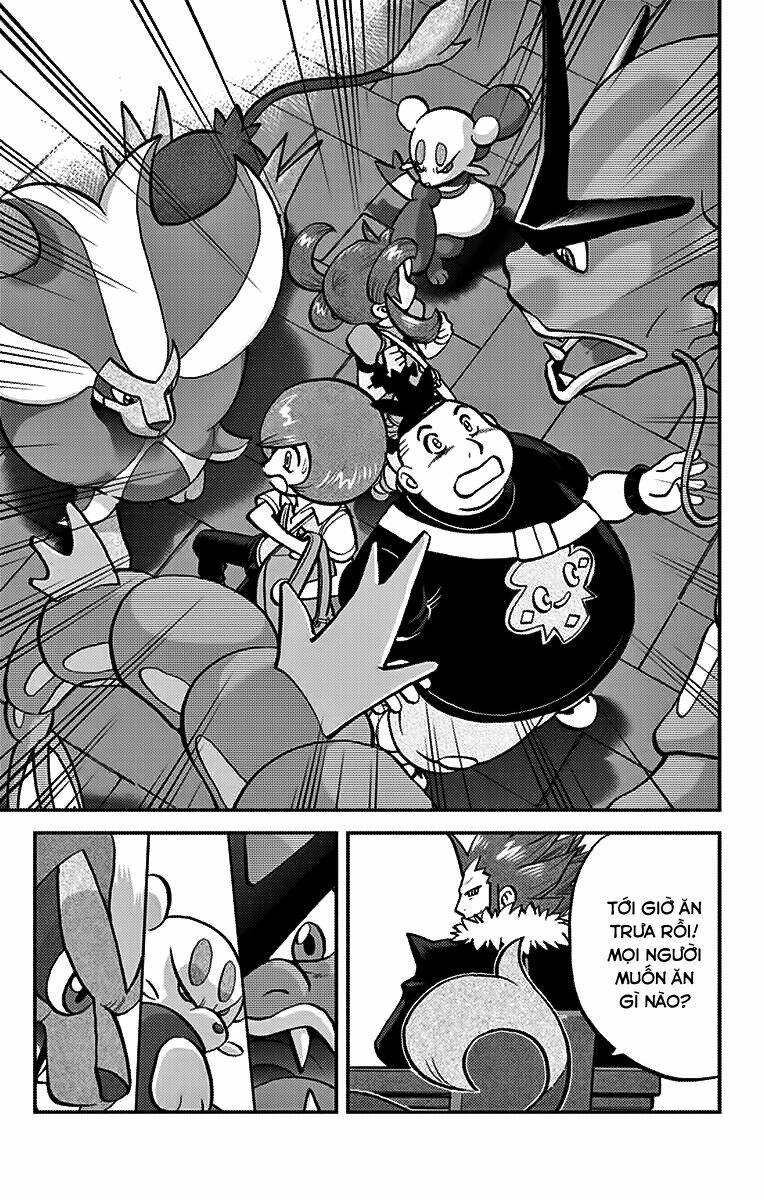 TỚI GIỜ ĂN
TRƯA RỒI!
MỌI NGƯỜI
MUỐN ĂN
GÌ NÀO?